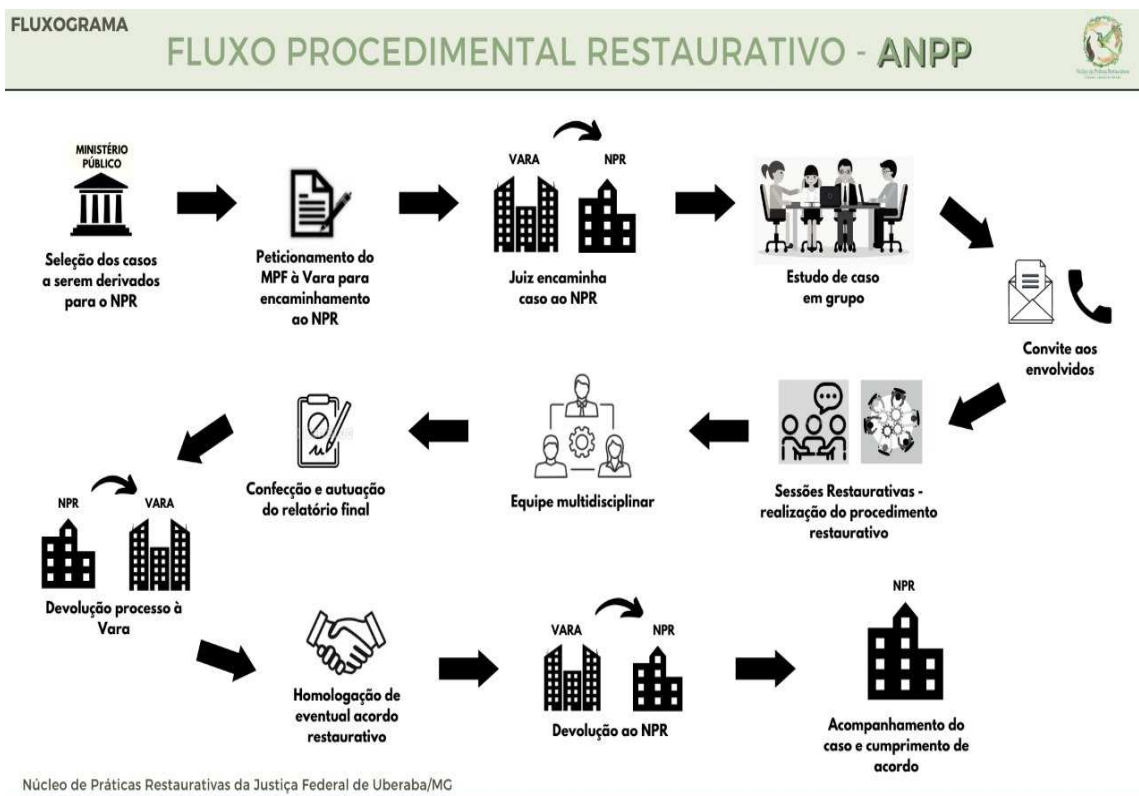 FLUXOGRAMA
FLUXO PROCEDIMENTAL RESTAURATIVO - ANPP
Núcleo de Práticas Restaurativas
MINISTÉRIO
PÚBLICO
Seleção dos casos
a serem derivados
para o NPR
Peticionamento do
MPF à Vara para
encaminhamento
ao NPR
VARA
NPR
Juiz encaminha
caso ao NPR
Estudo de caso
em grupo
Convite aos
envolvidos
Sessões Restaurativas -
realização do procedimento
restaurativo
Equipe multidisciplinar
Confecção e autuação
do relatório final
NPR
VARA
Devolução processo à
Vara
Homologação de
eventual acordo
restaurativo
VARA
NPR
Devolução ao NPR
NPR
Acompanhamento do
caso e cumprimento de
acordo
Núcleo de Práticas Restaurativas da Justiça Federal de Uberaba/MG